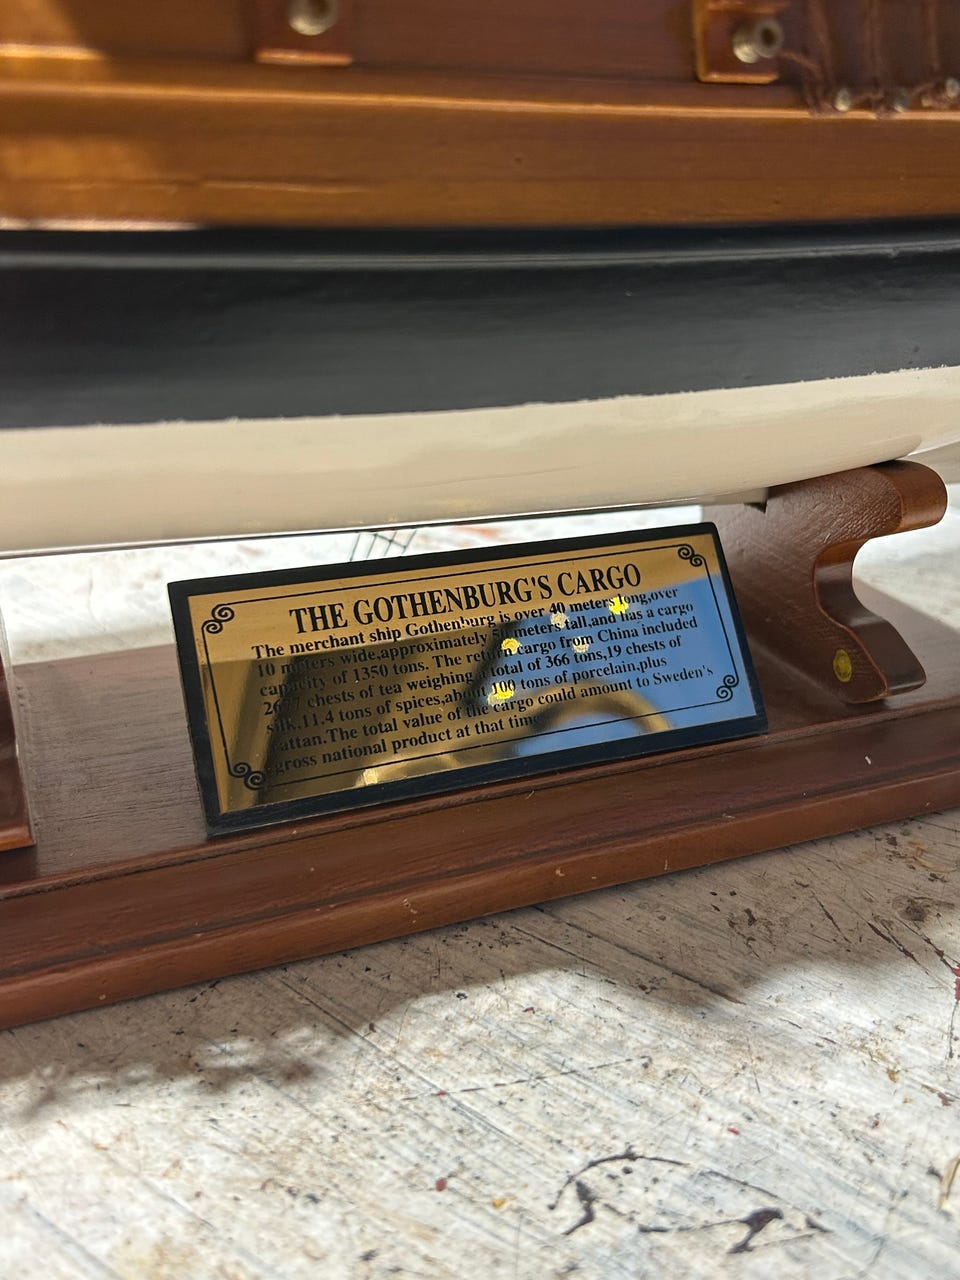 THE GOTHENBURG'S CARGO
The merchant ship Gothenburg is over 40 meters long,over
10 meters wide,approximately meters tall,and has a cargo
capacity of 1350 tons. The return cargo from China included
2677 chests of tea weighing a total of 366 tons,19 chests of
silk.11,4 tons of spices,about 100 tons of porcelain,plus
rattan.The total value of the cargo could amount to Sweden's
gross national product at that time